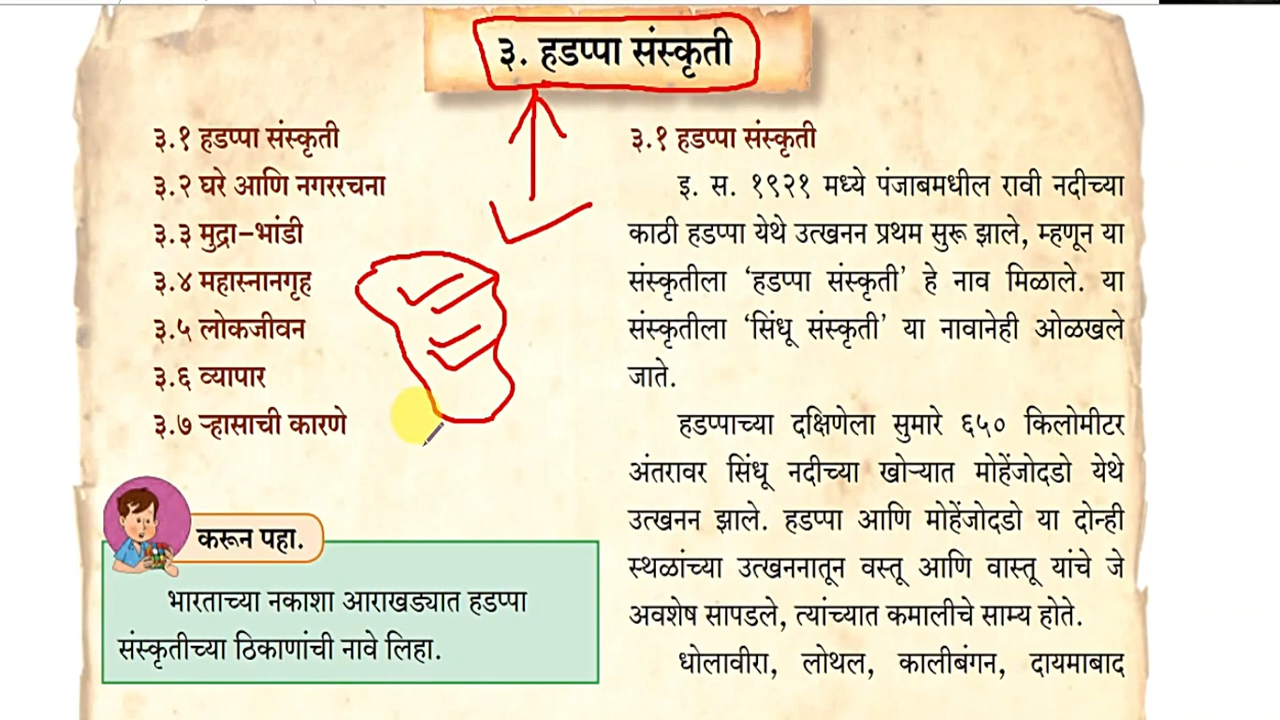 ३. हडप्पा संस्कृती
३.१ हडप्पा संस्कृती
३.२ घरे आणि नगररचना
३.३ मुद्रा-भांडी
३.४ महास्नानगृह
३.५ लोकजीवन
३.६ व्यापार
३.७ ऱ्हासाची कारणे
करून पहा.
भारताच्या नकाशा आराखड्यात हडप्पा
संस्कृतीच्या ठिकाणांची नावे लिहा.
३.१ हडप्पा संस्कृती
इ. स. १९२१ मध्ये पंजाबमधील रावी नदीच्या
काठी हडप्पा येथे उत्खनन प्रथम सुरू झाले, म्हणून या
संस्कृतीला ‘हडप्पा संस्कृती’ हे नाव मिळाले. या
संस्कृतीला ‘सिंधू संस्कृती’ या नावानेही ओळखले
जाते.
हडप्पाच्या दक्षिणेला सुमारे ६५० किलोमीटर
अंतरावर सिंधू नदीच्या खोऱ्यात मोहेंजोदडो येथे
उत्खनन झाले. हडप्पा आणि मोहेंजोदडो या दोन्ही
स्थळांच्या उत्खननातून वस्तू आणि वास्तू यांचे जे
अवशेष सापडले, त्यांच्यात कमालीचे साम्य होते.
धोलावीरा, लोथल, कालीबंगन, दायमाबाद